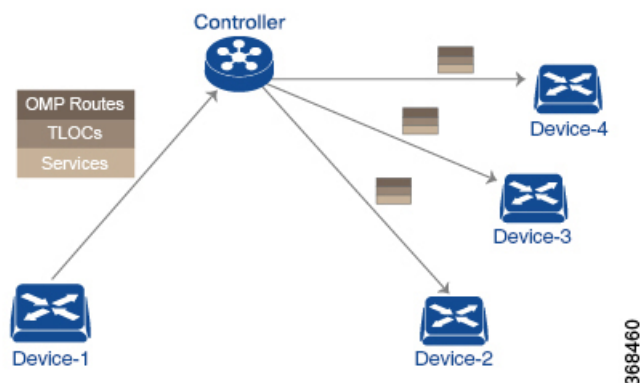 Controller
OMP Routes
TLOCs
Services
Device-4
Device-3
Device-1
Device-2
368460